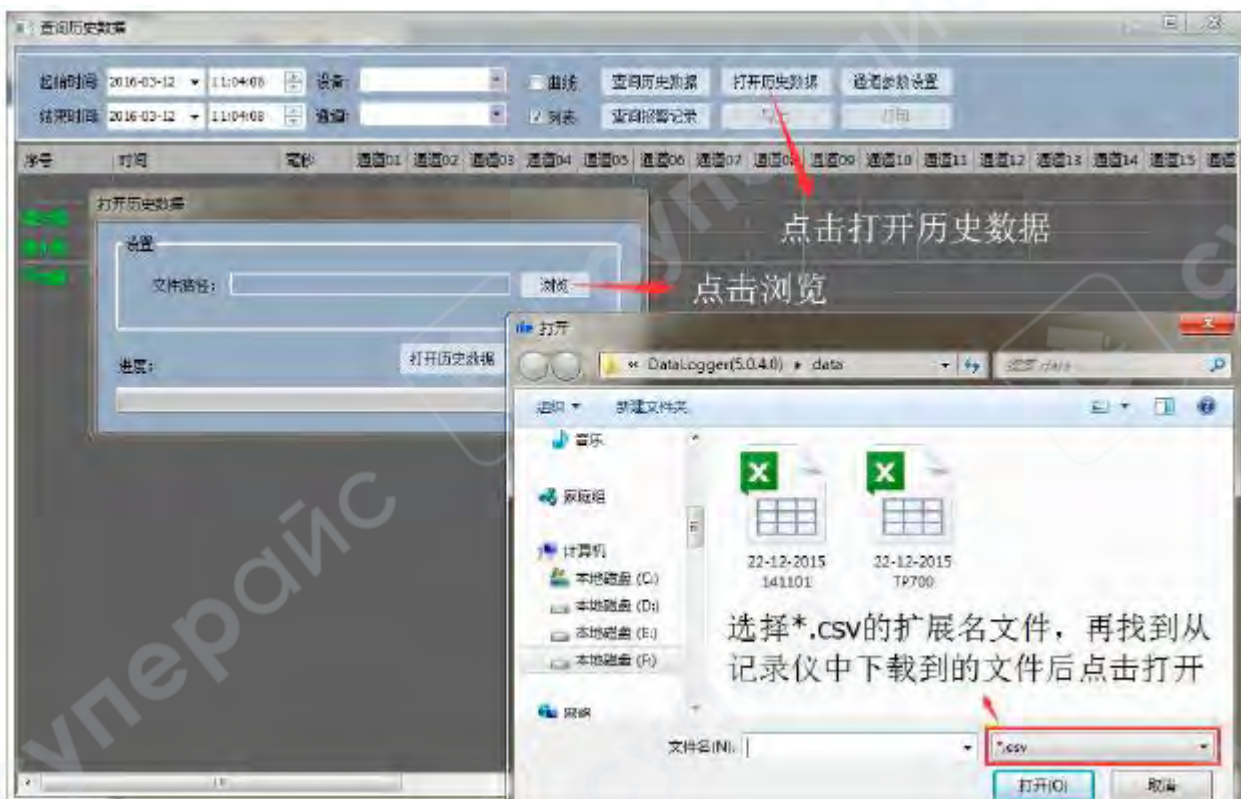 查询历史数据
起始时间: 2016-03-12 11:04:08 设备: 曲线 查询历史数据 打开历史数据 通道参数设置
结束时间: 2016-03-12 11:04:08 通道: 列表 查询报警记录 打印
序号 时间 毫秒 通道01 通道02 通道03 通道04 通道05 通道06 通道07 通道08 通道09 通道10 通道11 通道12 通道13 通道14 通道15 通道
打开历史数据
点击打开历史数据
设置
文件路径: 浏览
点击浏览
进度: 打开历史数据
打开
DataLogger(5.0.4.0) data
搜索 data
组织 新建文件夹
音乐
家庭组
计算机
本地磁盘 (C:)
本地磁盘 (D:)
本地磁盘 (E:)
本地磁盘 (F:)
网络
22-12-2015 141101
22-12-2015 TP700
选择*.csv的扩展名文件，再找到从
记录仪中下载到的文件后点击打开
文件名(N): *.csv
打开(O) 取消
суперайс